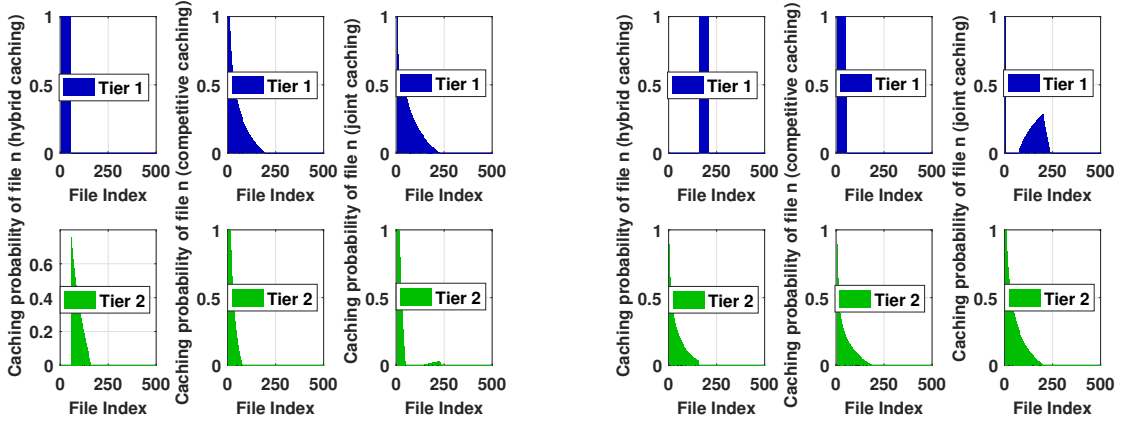 Caching probability of file n (hybrid caching)
1
0.5
0
Tier 1
0 250 500
File Index
0.6
0.4
0.2
0
Tier 2
0 250 500
File Index
Caching probability of file n (competitive caching)
1
0.5
0
Tier 1
0 250 500
File Index
1
0.5
0
Tier 2
0 250 500
File Index
Caching probability of file n (joint caching)
1
0.5
0
Tier 1
0 250 500
File Index
1
0.5
0
Tier 2
0 250 500
File Index
Caching probability of file n (hybrid caching)
1
0.5
0
Tier 1
0 250 500
File Index
1
0.5
0
Tier 2
0 250 500
File Index
Caching probability of file n (competitive caching)
1
0.5
0
Tier 1
0 250 500
File Index
1
0.5
0
Tier 2
0 250 500
File Index
Caching probability of file n (joint caching)
1
0.5
0
Tier 1
0 250 500
File Index
1
0.5
0
Tier 2
0 250 500
File Index